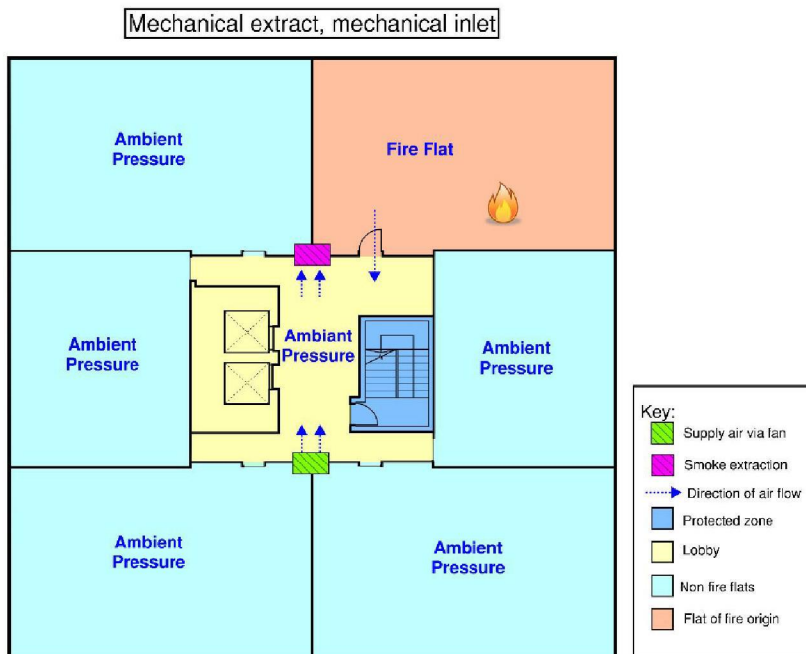 Mechanical extract, mechanical inlet
Ambient
Pressure
Fire Flat
Ambient
Pressure
Ambiant
Pressure
Ambient
Pressure
Ambient
Pressure
Ambient
Pressure
Key:
Supply air via fan
Smoke extraction
Direction of air flow
Protected zone
Lobby
Non fire flats
Flat of fire origin